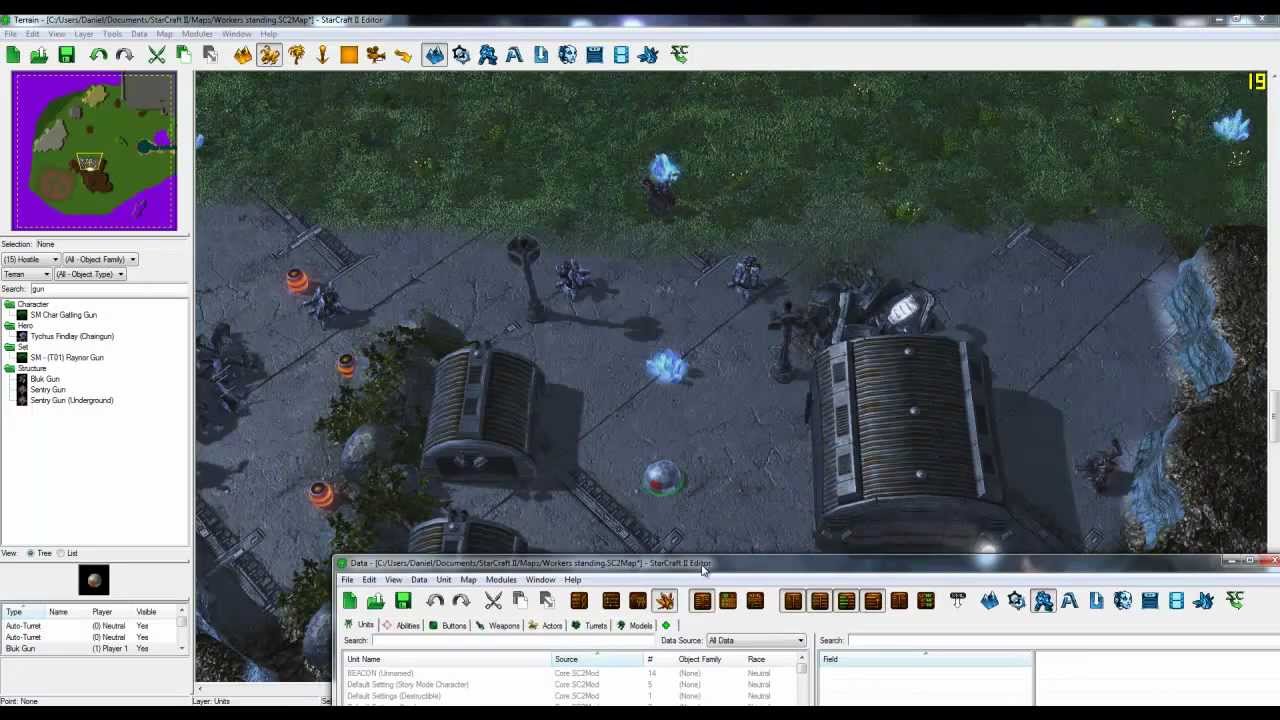 Terrain - [C:/Users/Daniel/Documents/StarCraft II/Maps/Workers standing.SC2Map*] - StarCraft II Editor
File Edit View Layer Tools Data Map Modules Window Help
19
Selection: None
(15) Hostile (All - Object Family)
Terran (All - Object Type)
Search: gun
Character
SM Char Gatling Gun
Hero
Tychus Findlay (Chaingun)
Set
SM - (T01) Raynor Gun
Structure
Bluk Gun
Sentry Gun
Sentry Gun (Underground)
View: Tree List
Type Name Player Visible
Auto-Turret (0) Neutral Yes
Auto-Turret (0) Neutral Yes
Bluk Gun (1) Player 1 Yes
Point: None Layer: Units
Data - [C:/Users/Daniel/Documents/StarCraft II/Maps/Workers standing.SC2Map*] - StarCraft II Editor
File Edit View Data Unit Map Modules Window Help
Units Abilities Buttons Weapons Actors Turrets Models
Search: Data Source: All Data Search:
Unit Name Source # Object Family Race Field
BEACON (Unnamed) Core.SC2Mod 14 (None) Neutral
Default Setting (Story Mode Character) Core.SC2Mod 5 (None) Neutral
Default Settings (Destructible) Core.SC2Mod 1 (None) Neutral